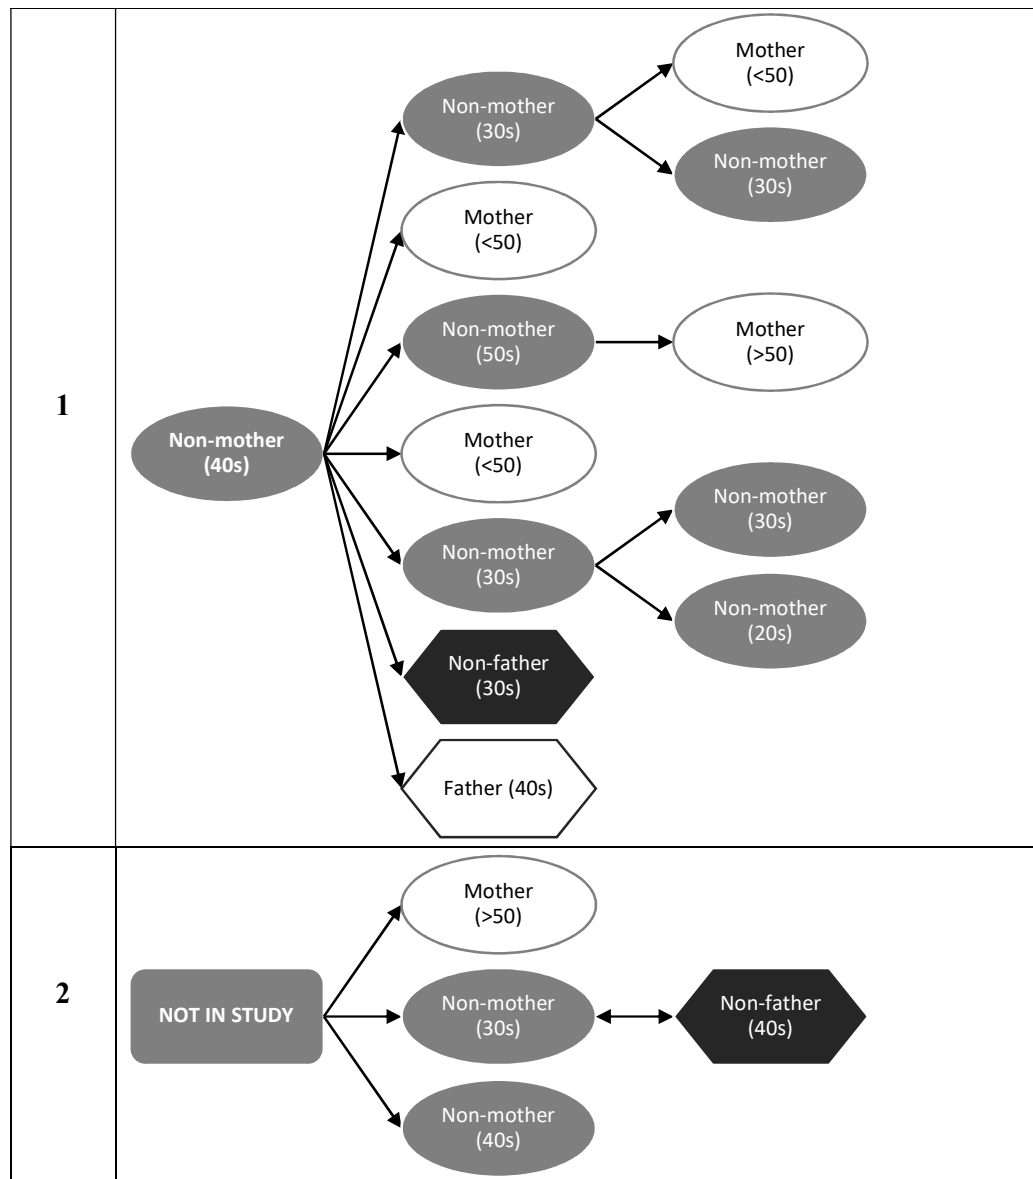 1
Non-mother
(40s)
Non-mother
(30s)
Mother
(<50)
Non-mother
(50s)
Mother
(<50)
Non-mother
(30s)
Non-father
(30s)
Father (40s)
Mother
(<50)
Non-mother
(30s)
Mother
(>50)
Non-mother
(30s)
Non-mother
(20s)
2
NOT IN STUDY
Mother
(>50)
Non-mother
(30s)
Non-mother
(40s)
Non-father
(40s)